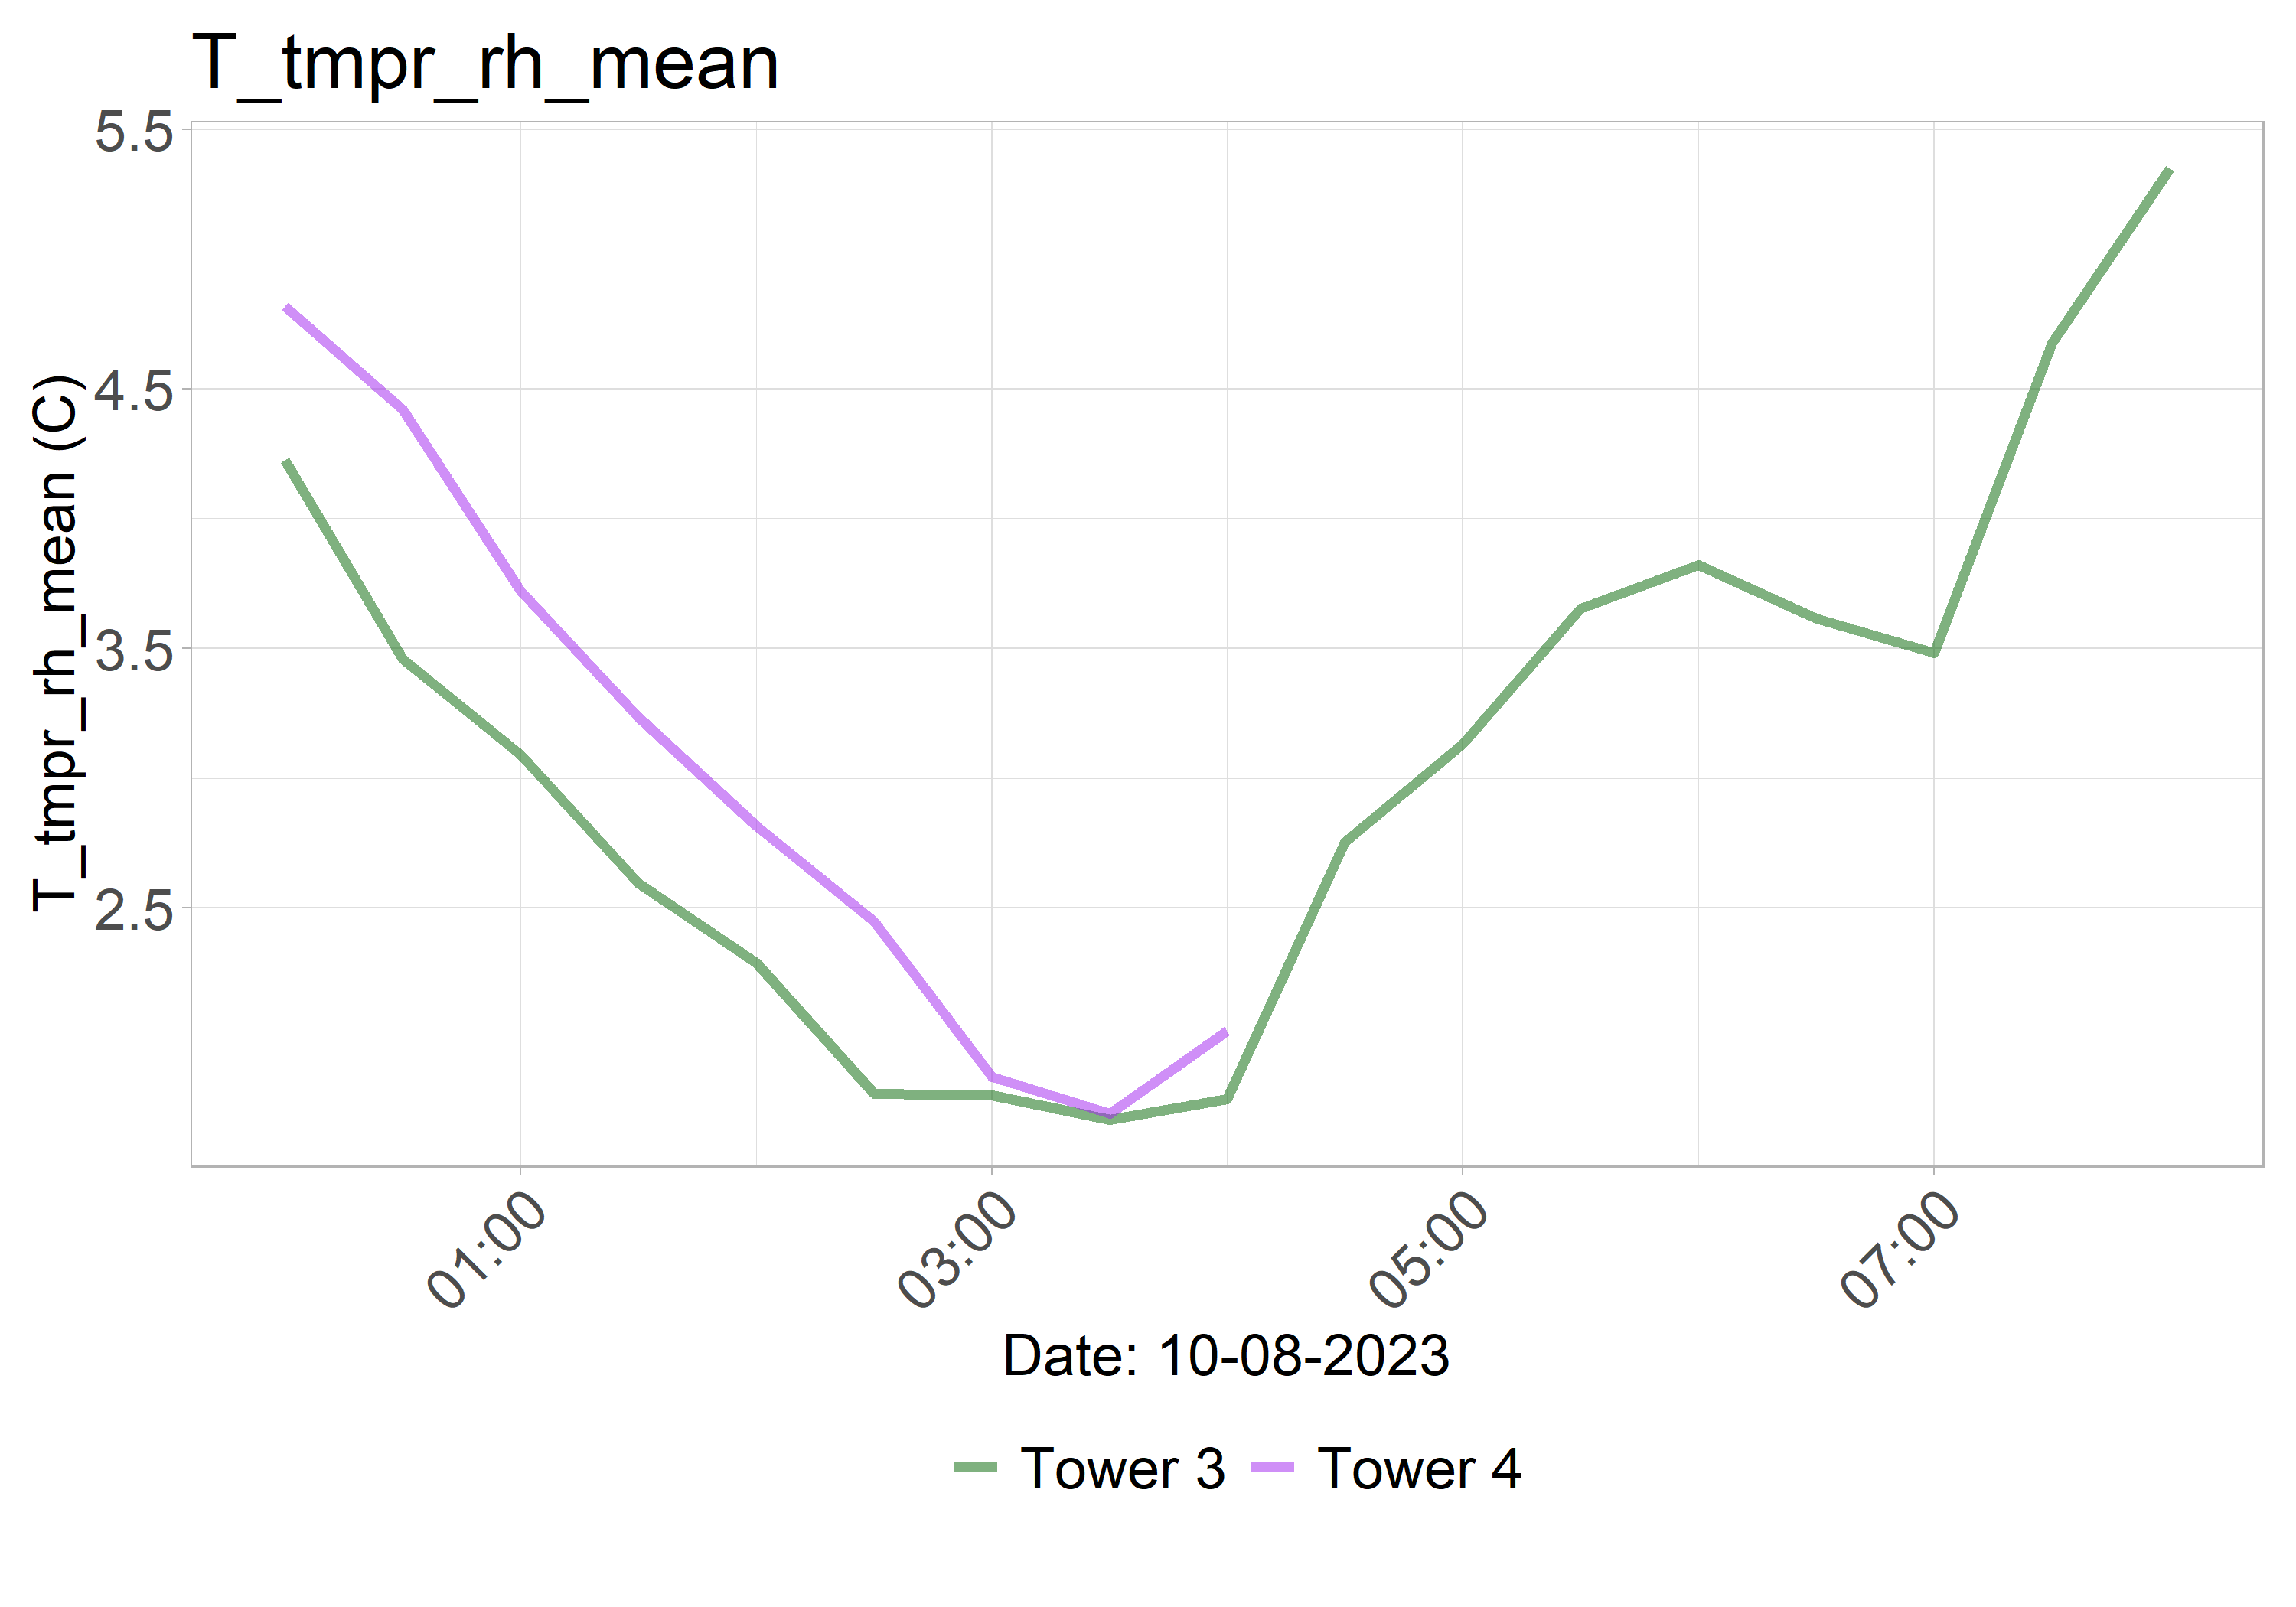 T_tmpr_rh_mean
T_tmpr_rh_mean (C)
5.5
4.5
3.5
2.5
01:00
03:00
05:00
07:00
Date: 10-08-2023
Tower 3
Tower 4